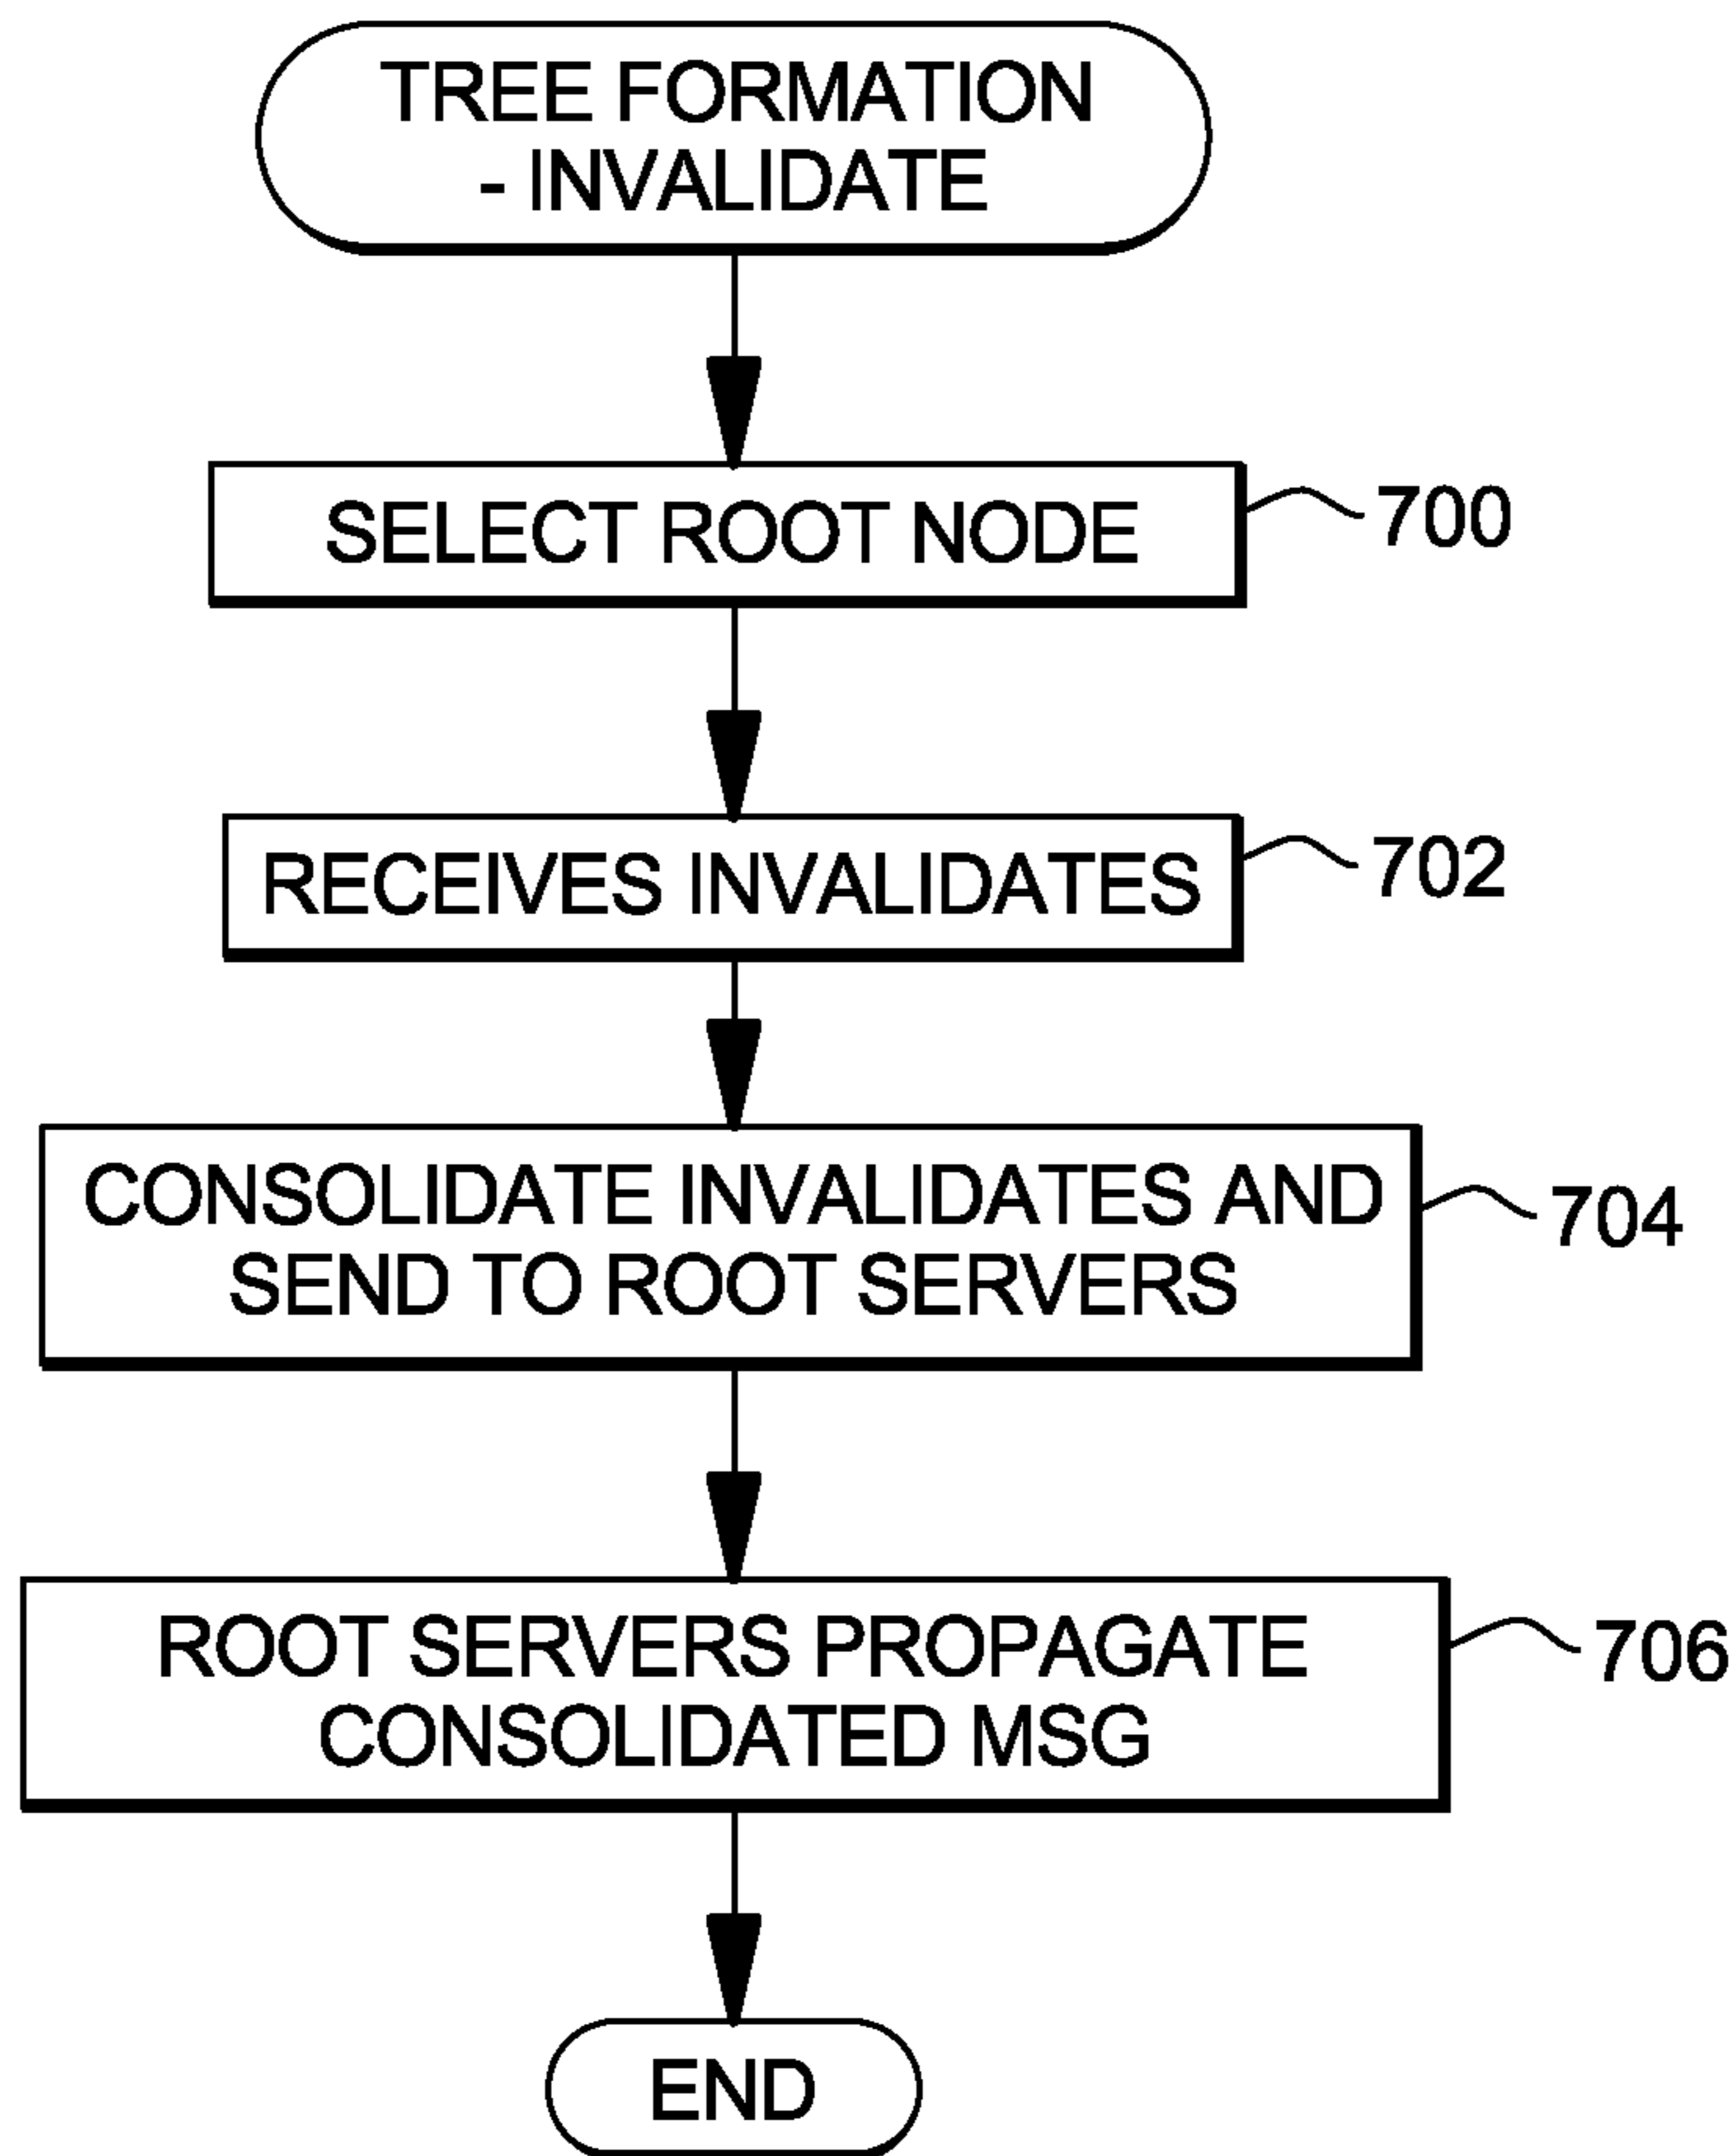 TREE FORMATION
- INVALIDATE
SELECT ROOT NODE
700
RECEIVES INVALIDATES
702
CONSOLIDATE INVALIDATES AND
SEND TO ROOT SERVERS
704
ROOT SERVERS PROPAGATE
CONSOLIDATED MSG
706
END